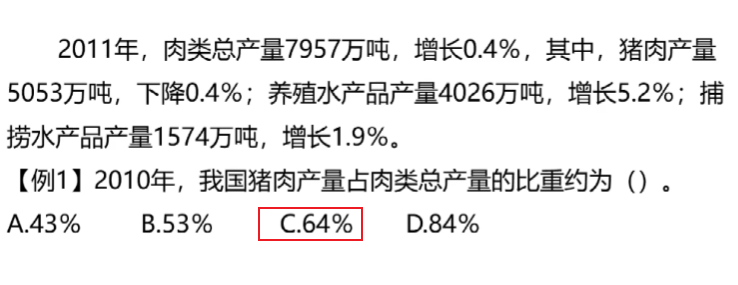 2011年，肉类总产量7957万吨，增长0.4%，其中，猪肉产量
5053万吨，下降0.4%；养殖水产品产量4026万吨，增长5.2%；捕
捞水产品产量1574万吨，增长1.9%。
【例1】2010年，我国猪肉产量占肉类总产量的比重约为（）。
A.43% B.53% C.64% D.84%